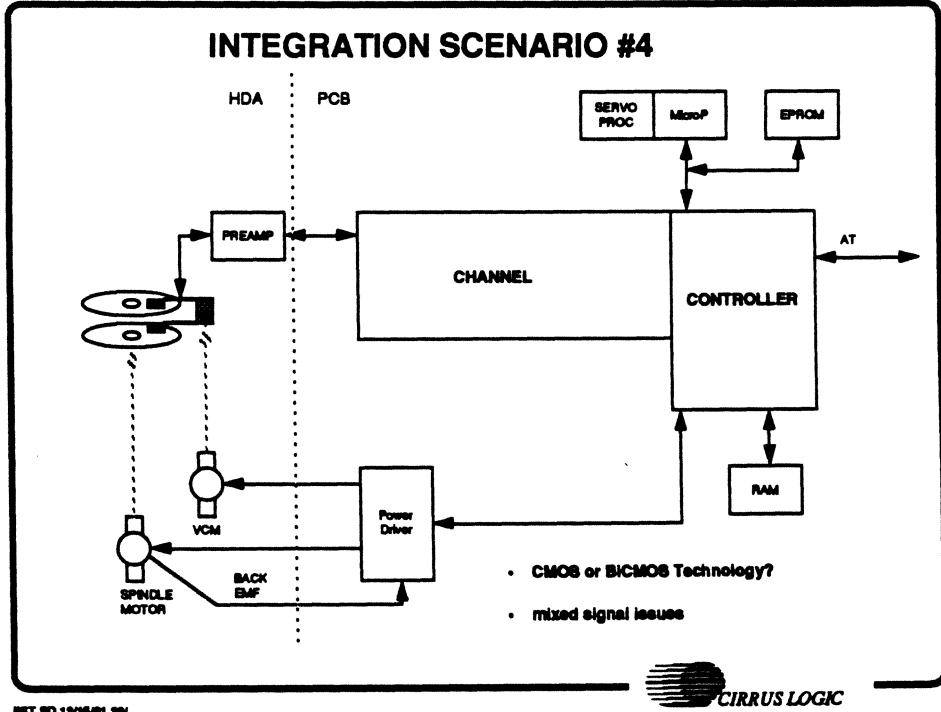 INTEGRATION SCENARIO #4
HDA
PCB
SERVO
PROC
MicroP
EPROM
PREAMP
CHANNEL
CONTROLLER
AT
RAM
Power
Driver
VCM
SPINDLE
MOTOR
BACK
EMF
• CMOS or BiCMOS Technology?
• mixed signal issues
CIRRUS LOGIC